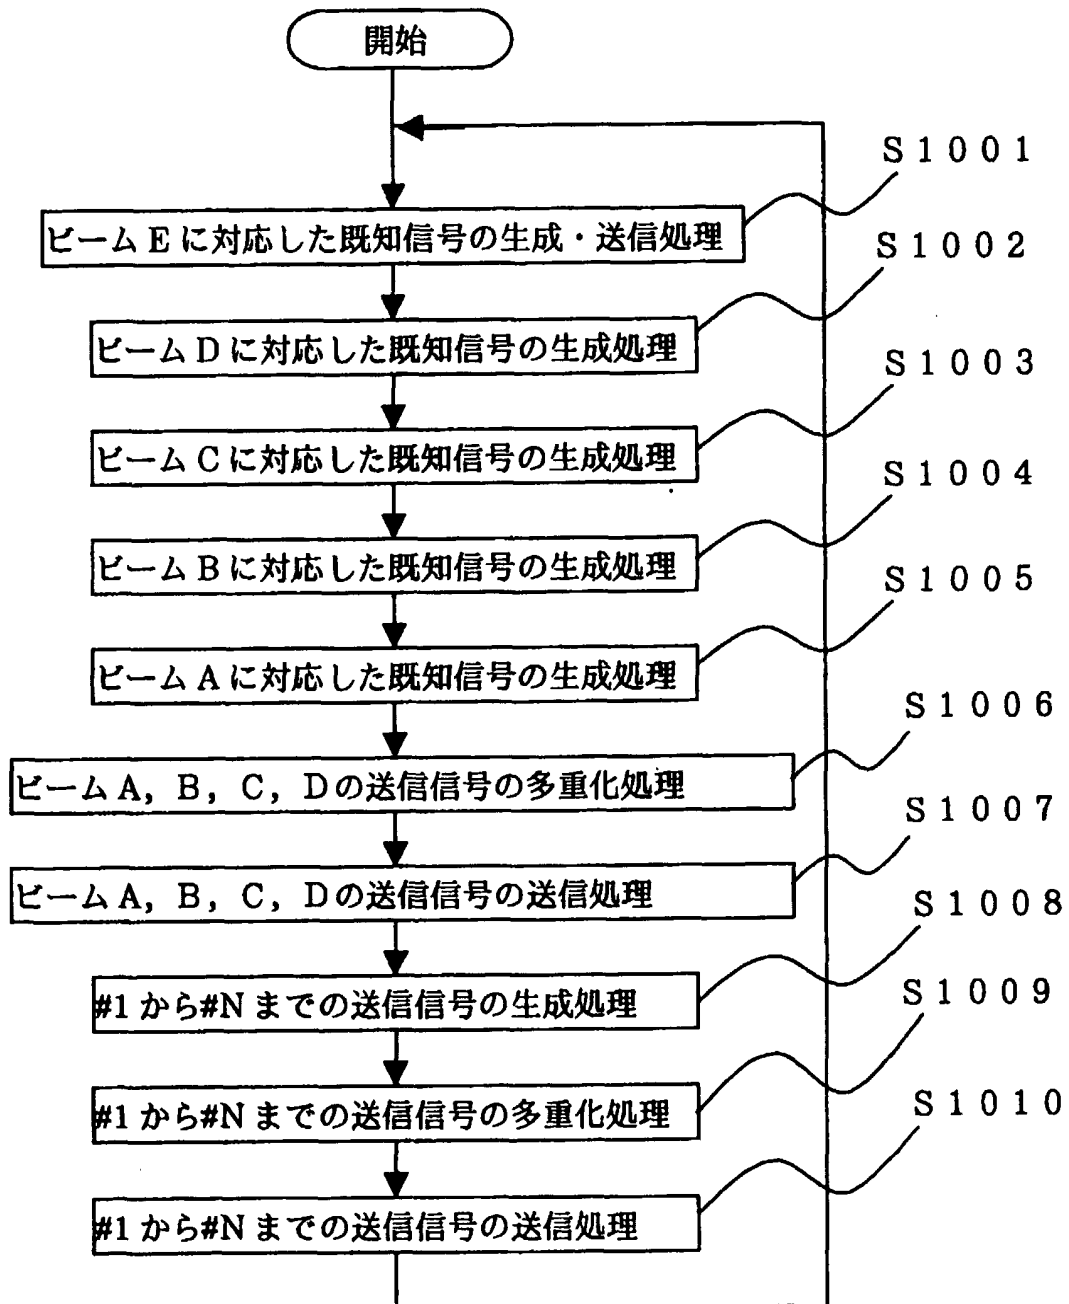 開始
S1001
ビームEに対応した既知信号の生成・送信処理
S1002
ビームDに対応した既知信号の生成処理
S1003
ビームCに対応した既知信号の生成処理
S1004
ビームBに対応した既知信号の生成処理
S1005
ビームAに対応した既知信号の生成処理
S1006
ビームA，B，C，Dの送信信号の多重化処理
S1007
ビームA，B，C，Dの送信信号の送信処理
S1008
#1から#Nまでの送信信号の生成処理
S1009
#1から#Nまでの送信信号の多重化処理
S1010
#1から#Nまでの送信信号の送信処理